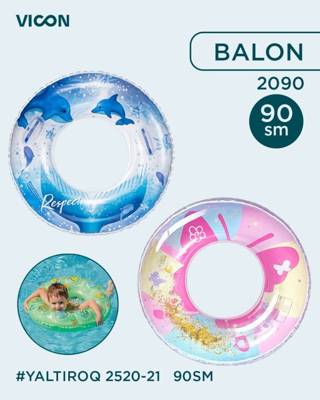 VICON
BALON
2090
90
sm
Respect
#YALTIROQ 2520-21 90SM